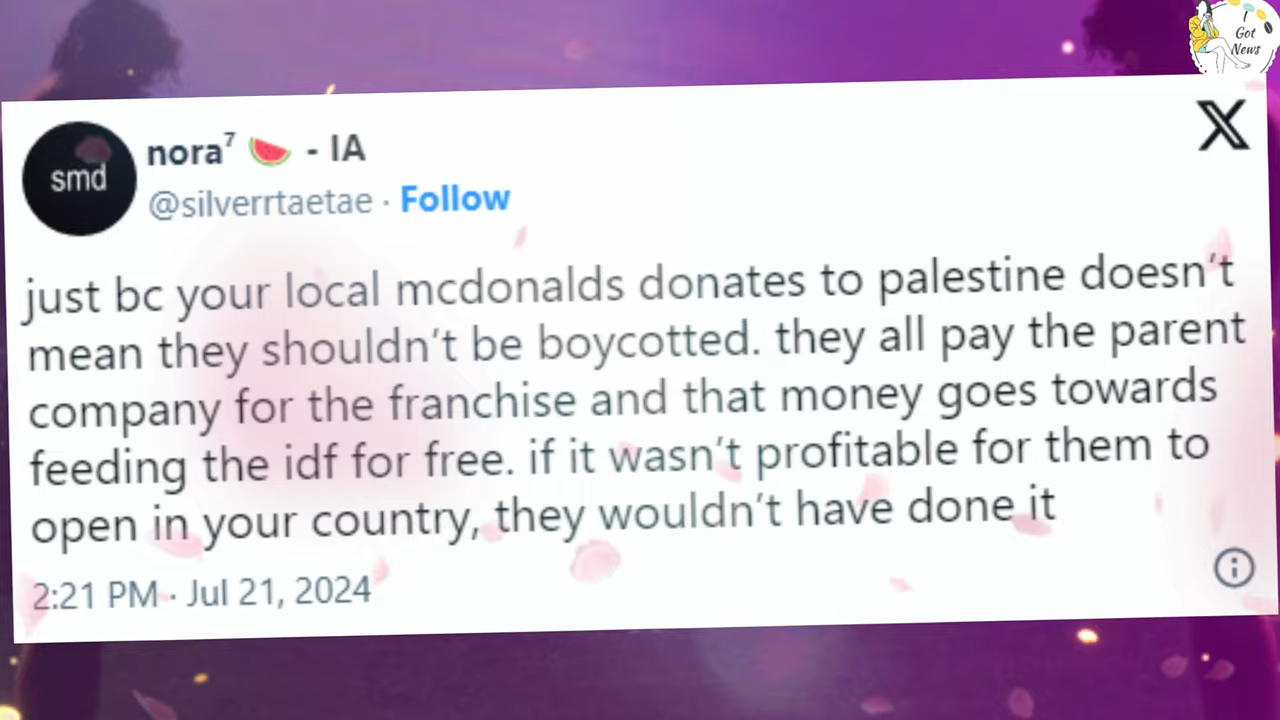 I
Got
News
smd
nora⁷ 🍉 - IA
@silverrtaetae · Follow
just bc your local mcdonalds donates to palestine doesn't
mean they shouldn't be boycotted. they all pay the parent
company for the franchise and that money goes towards
feeding the idf for free. if it wasn't profitable for them to
open in your country, they wouldn't have done it
2:21 PM · Jul 21, 2024